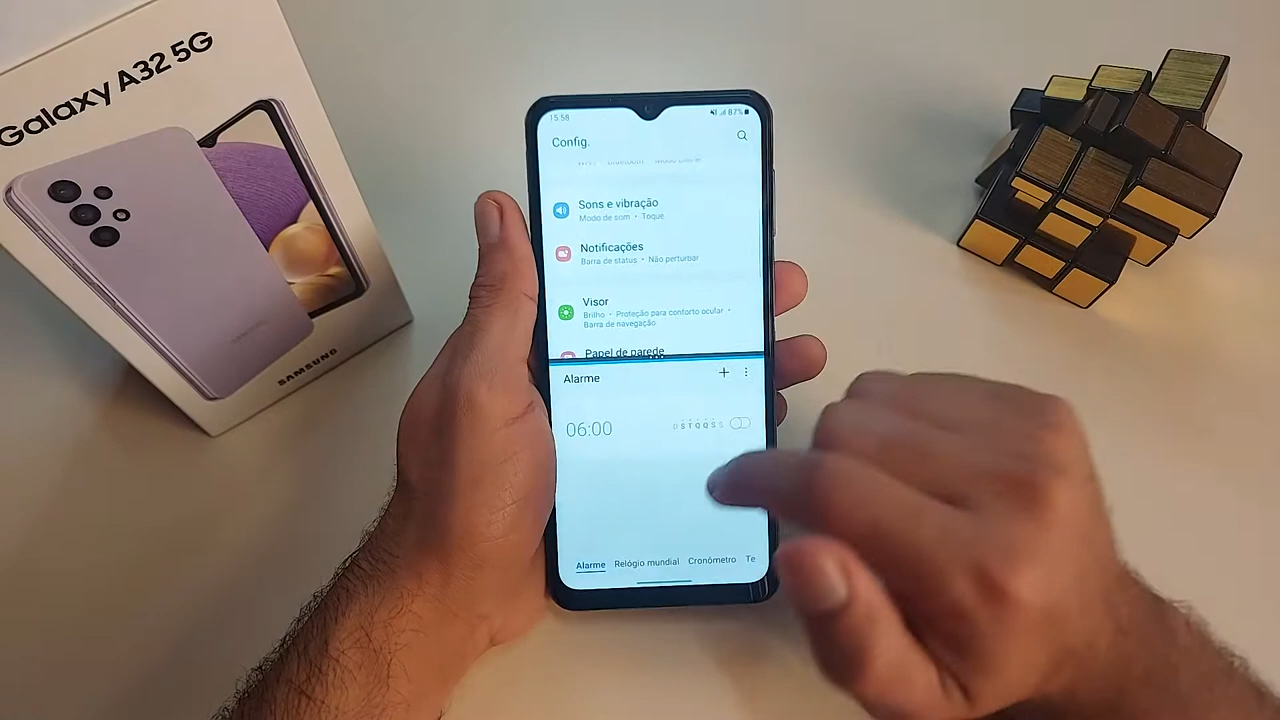 Galaxy A32 5G
SAMSUNG
15:58
87%
Config.
Sons e vibração
Modo de som • Toque
Notificações
Barra de status • Não perturbar
Visor
Brilho • Proteção para conforto ocular •
Barra de navegação
Papel de parede
Alarme
06:00
D S T Q Q S S
Alarme Relógio mundial Cronômetro Te